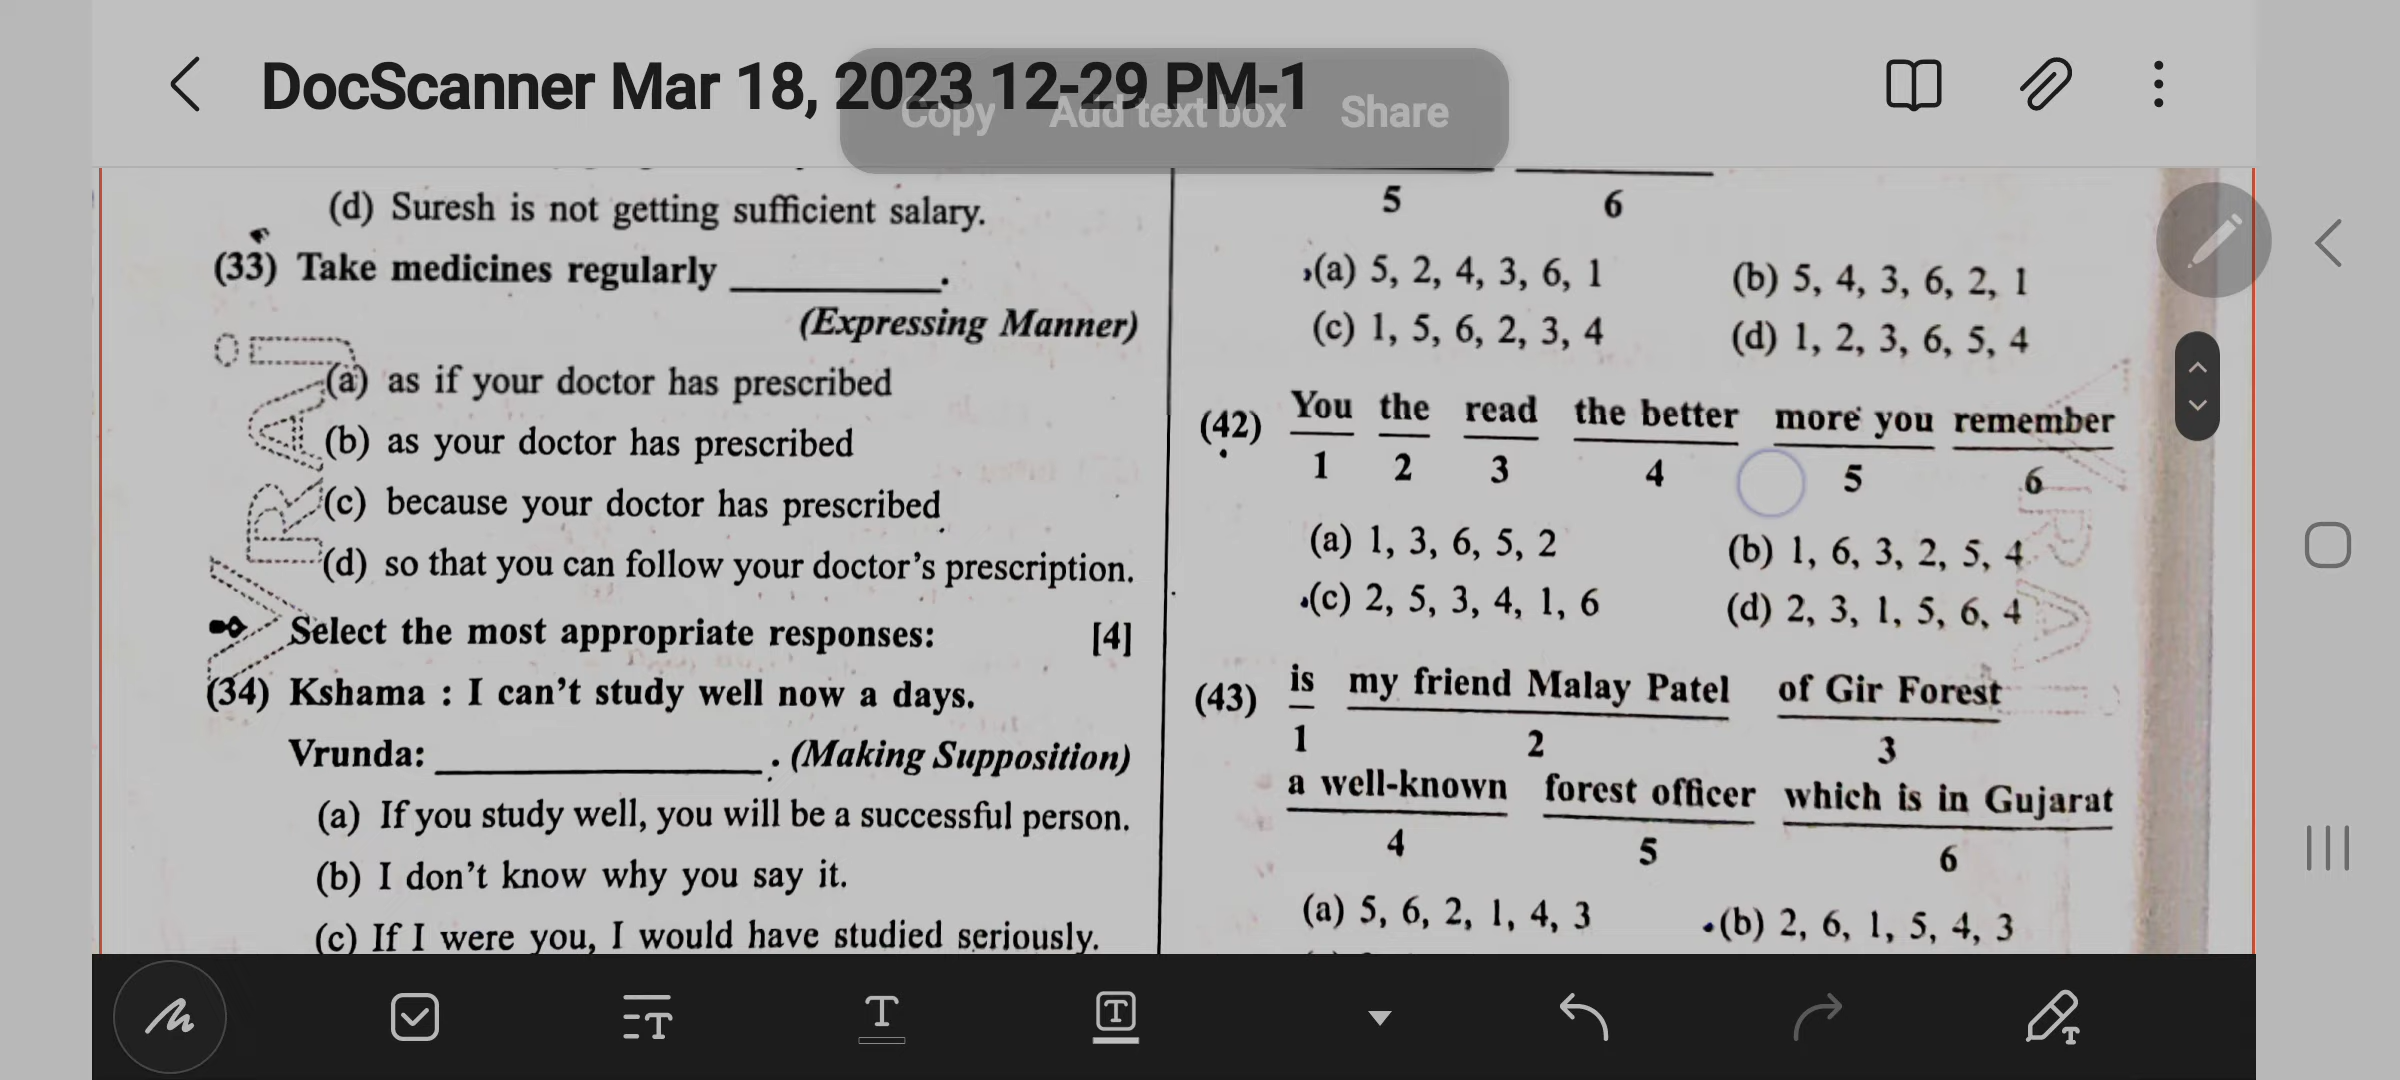 DocScanner Mar 18, 2023 12-29 PM-1
Copy Add text box Share
(d) Suresh is not getting sufficient salary.
(33) Take medicines regularly ____________.
(Expressing Manner)
(a) as if your doctor has prescribed
(b) as your doctor has prescribed
(c) because your doctor has prescribed
(d) so that you can follow your doctor's prescription.
Select the most appropriate responses: [4]
(34) Kshama : I can't study well now a days.
Vrunda: ____________. (Making Supposition)
(a) If you study well, you will be a successful person.
(b) I don't know why you say it.
(c) If I were you, I would have studied seriously.
VIRAJ
5 6
(a) 5, 2, 4, 3, 6, 1 (b) 5, 4, 3, 6, 2, 1
(c) 1, 5, 6, 2, 3, 4 (d) 1, 2, 3, 6, 5, 4
(42) You the read the better more you remember
1 2 3 4 5 6
(a) 1, 3, 6, 5, 2 (b) 1, 6, 3, 2, 5, 4
(c) 2, 5, 3, 4, 1, 6 (d) 2, 3, 1, 5, 6, 4
(43) is my friend Malay Patel of Gir Forest
1 2 3
a well-known forest officer which is in Gujarat
4 5 6
(a) 5, 6, 2, 1, 4, 3 (b) 2, 6, 1, 5, 4, 3